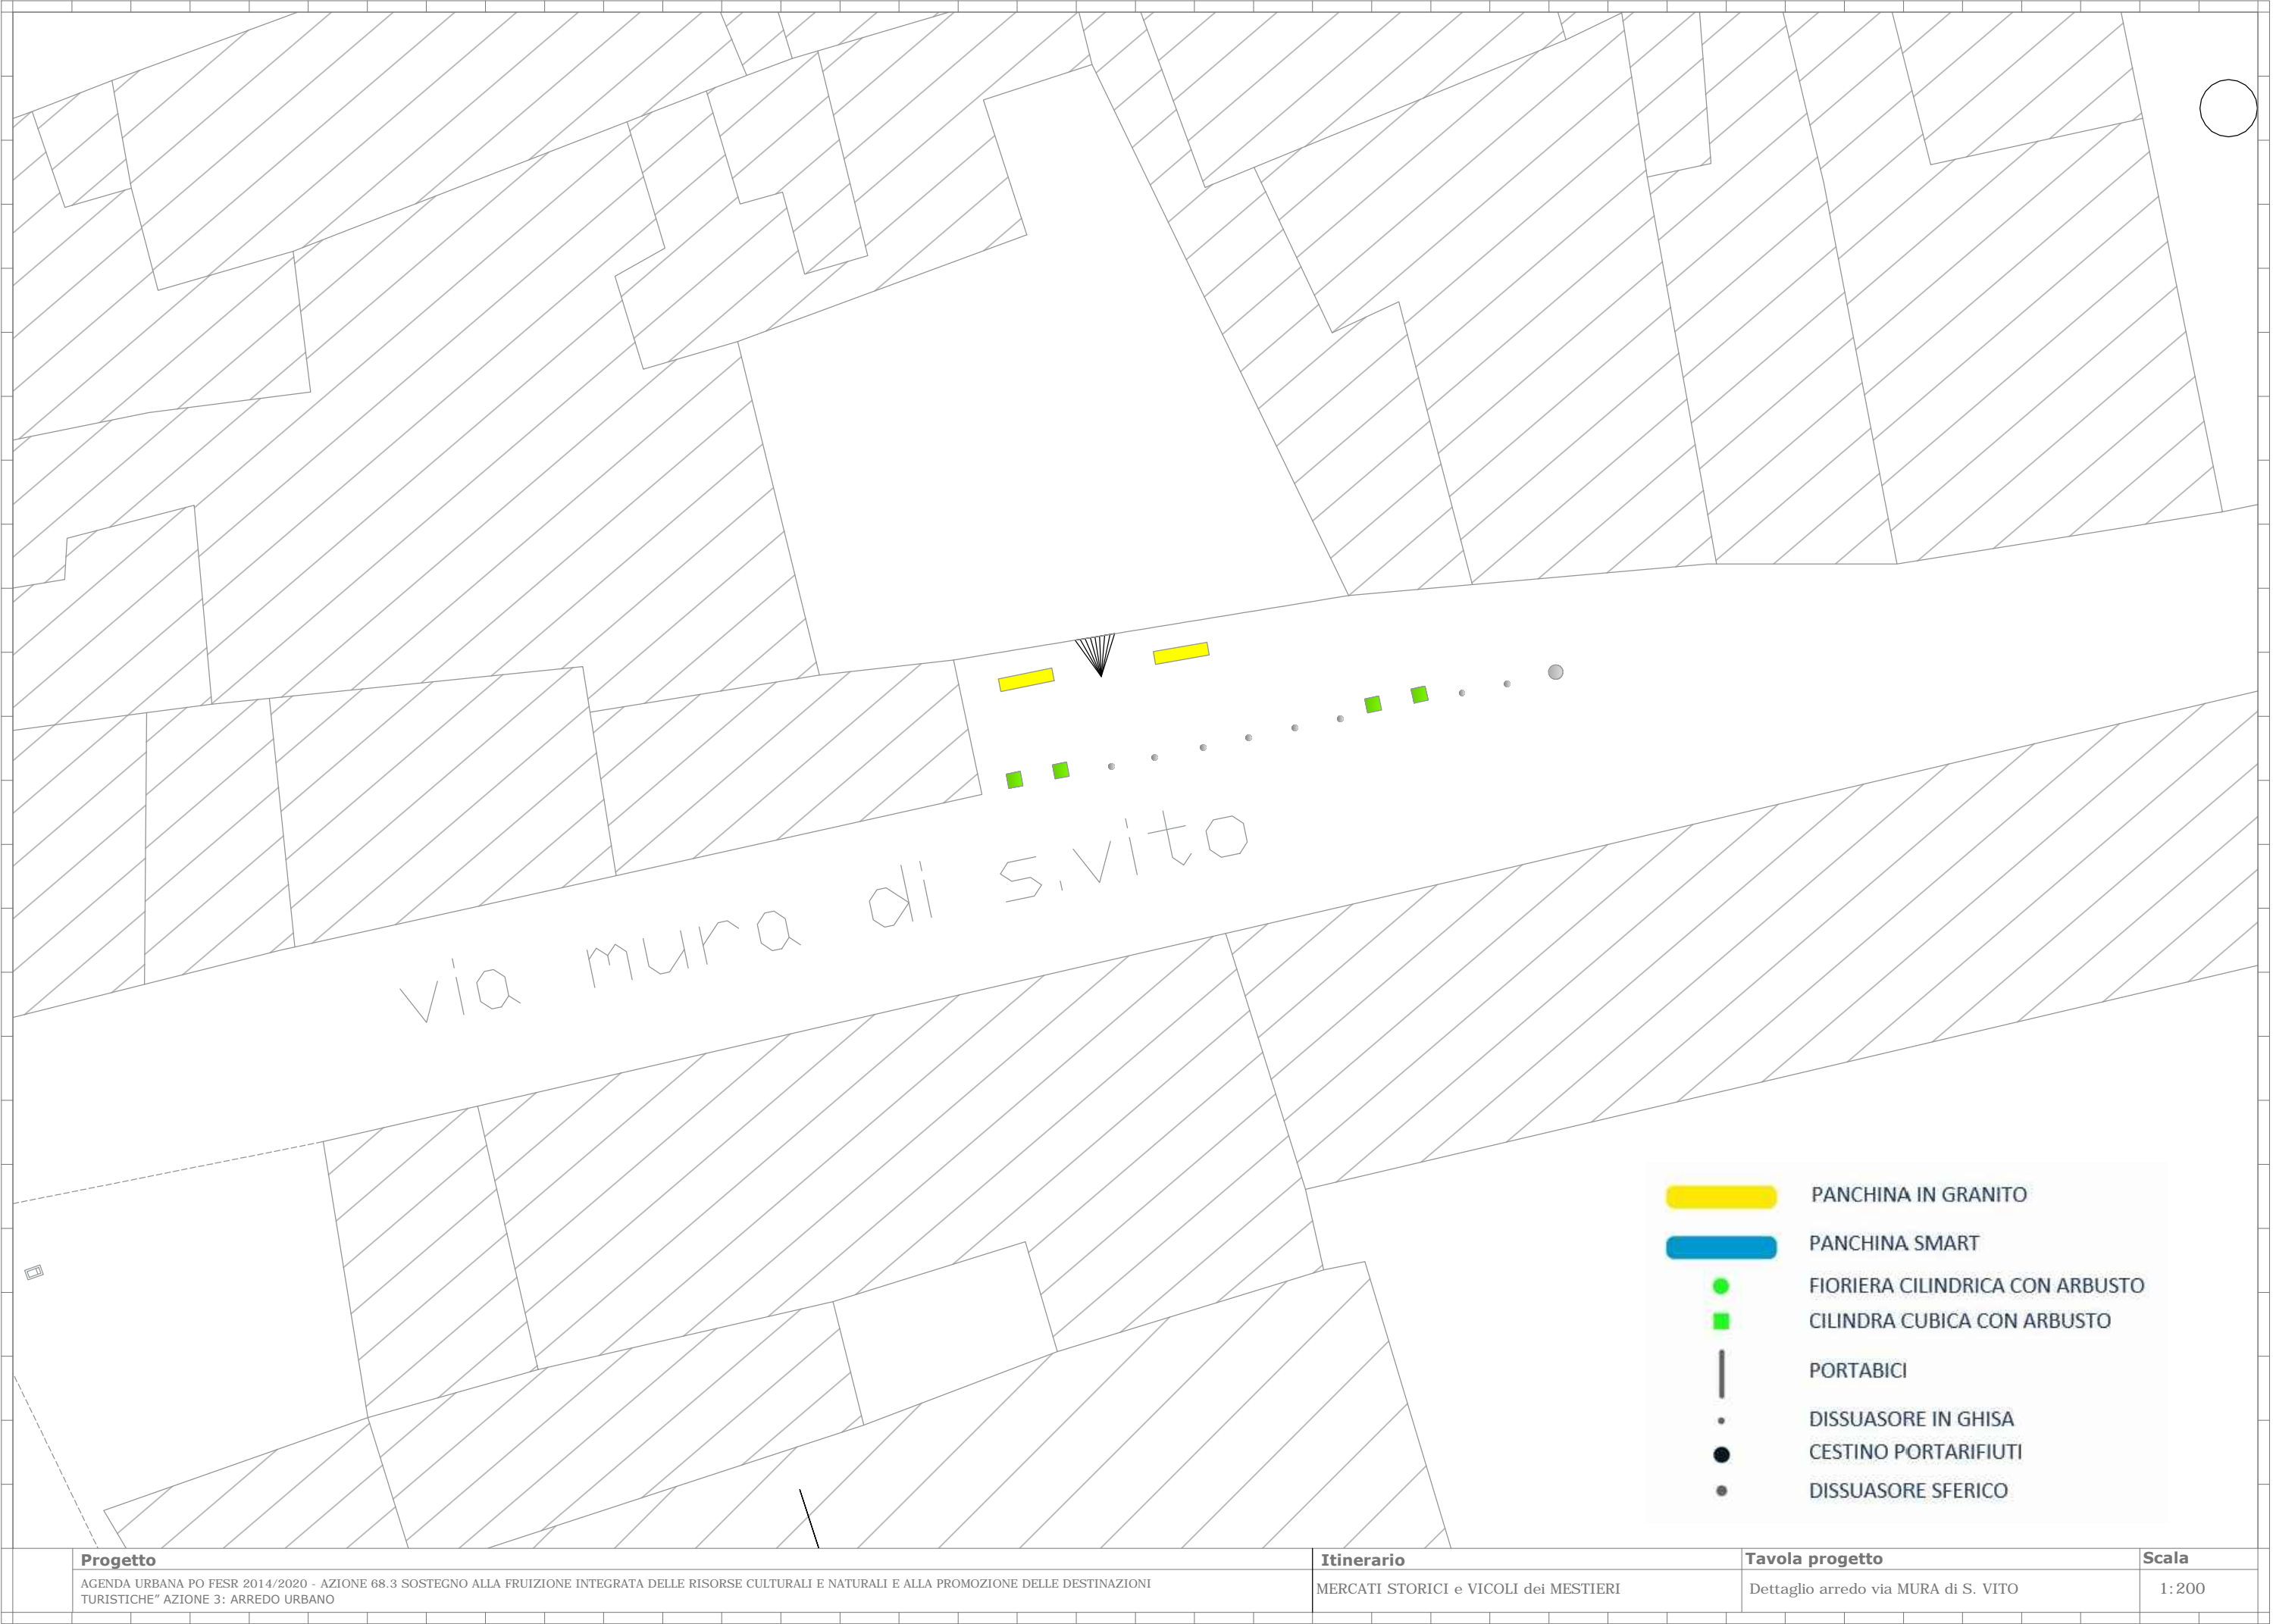 via mura di s.vito
PANCHINA IN GRANITO
PANCHINA SMART
FIORIERA CILINDRICA CON ARBUSTO
CILINDRA CUBICA CON ARBUSTO
PORTABICI
DISSUASORE IN GHISA
CESTINO PORTARIFIUTI
DISSUASORE SFERICO
Progetto
AGENDA URBANA PO FESR 2014/2020 - AZIONE 68.3 SOSTEGNO ALLA FRUIZIONE INTEGRATA DELLE RISORSE CULTURALI E NATURALI E ALLA PROMOZIONE DELLE DESTINAZIONI
TURISTICHE" AZIONE 3: ARREDO URBANO
Itinerario
MERCATI STORICI e VICOLI dei MESTIERI
Tavola progetto
Dettaglio arredo via MURA di S. VITO
Scala
1:200